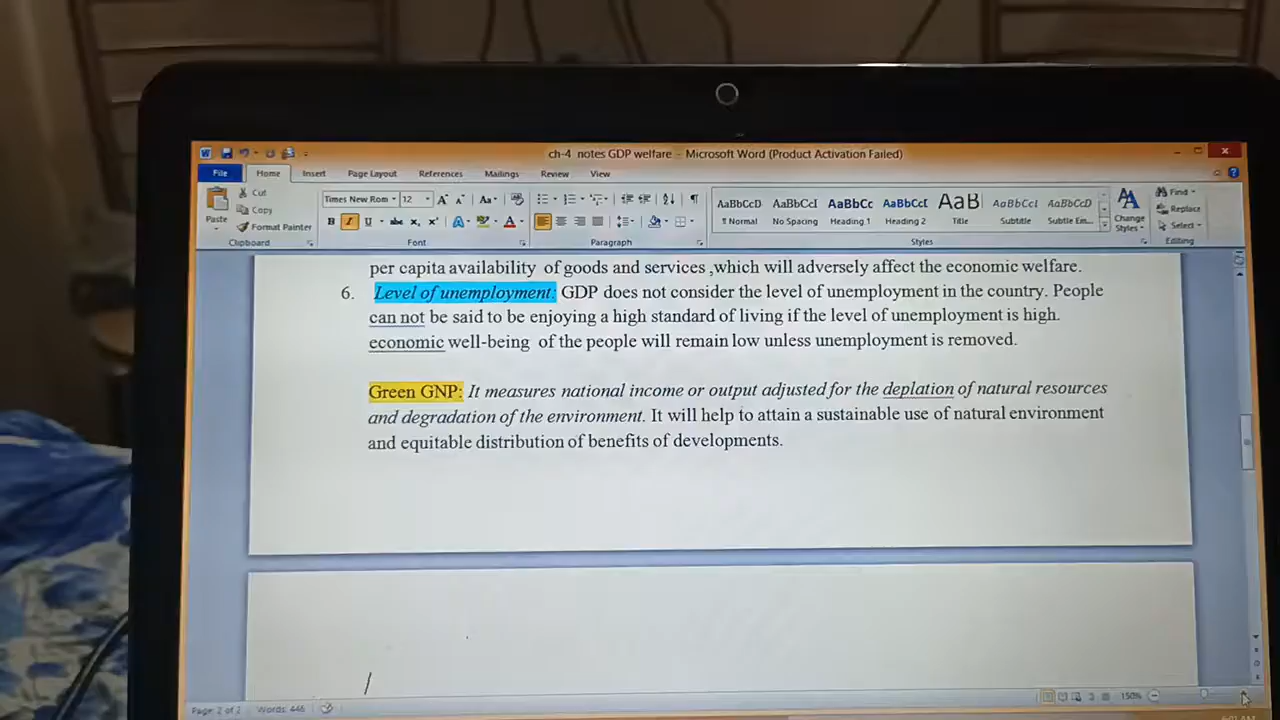 ch-4 notes GDP welfare - Microsoft Word (Product Activation Failed)
File Home Insert Page Layout References Mailings Review View
Cut
Copy
Format Painter
Paste
Times New Rom 12
AaBbCcD AaBbCcI AaBbCc AaBbCc AaB AaBbCcI AaBbCcD
¶ Normal No Spacing Heading 1 Heading 2 Title Subtitle Subtle Em...
Change Styles
Find
Replace
Select
Clipboard Font Paragraph Styles Editing
per capita availability of goods and services ,which will adversely affect the economic welfare.
6. Level of unemployment: GDP does not consider the level of unemployment in the country. People
can not be said to be enjoying a high standard of living if the level of unemployment is high.
economic well-being of the people will remain low unless unemployment is removed.
Green GNP: It measures national income or output adjusted for the deplation of natural resources
and degradation of the environment. It will help to attain a sustainable use of natural environment
and equitable distribution of benefits of developments.
Page: 2 of 2 Words: 446 150%